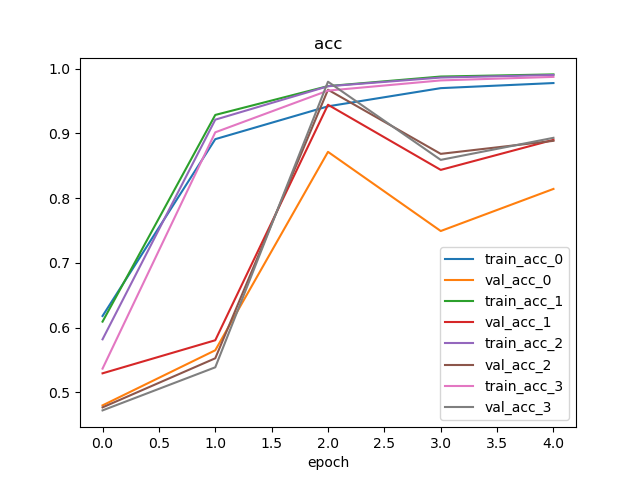 acc
1.0
0.9
0.8
0.7
0.6
0.5
train_acc_0
val_acc_0
train_acc_1
val_acc_1
train_acc_2
val_acc_2
train_acc_3
val_acc_3
0.0 0.5 1.0 1.5 2.0 2.5 3.0 3.5 4.0
epoch